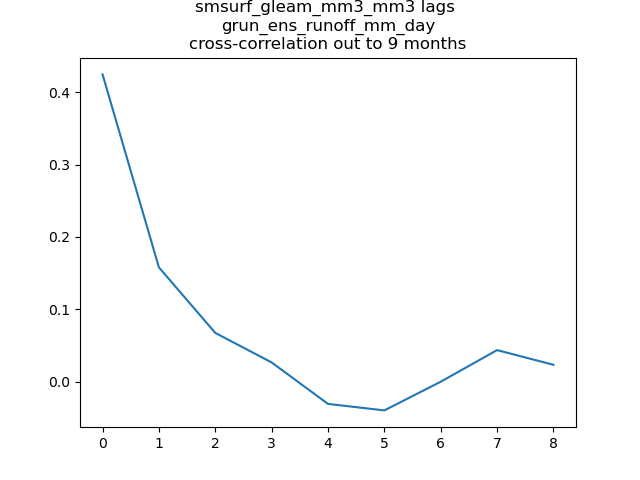 smsurf_gleam_mm3_mm3 lags
grun_ens_runoff_mm_day
cross-correlation out to 9 months
0.4
0.3
0.2
0.1
0.0
0 1 2 3 4 5 6 7 8